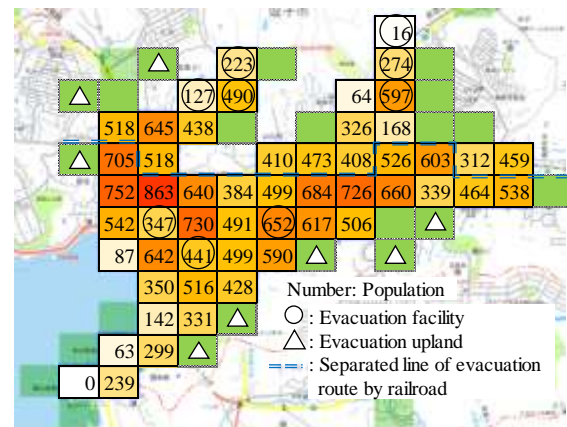 16
223 274
127 490 64 597
518 645 438 326 168
705 518 410 473 408 526 603 312 459
752 863 640 384 499 684 726 660 339 464 538
542 347 730 491 652 617 506
87 642 441 499 590
350 516 428
142 331
63 299
0 239
Number: Population
: Evacuation facility
: Evacuation upland
: Separated line of evacuation
route by railroad